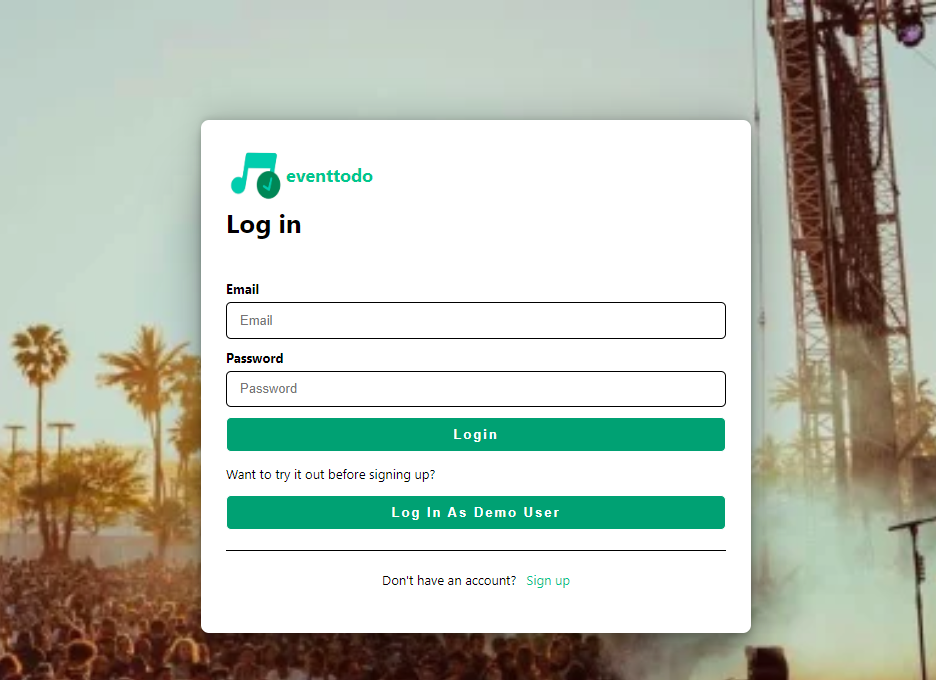 eventtodo
Log in
Email
Email
Password
Password
Login
Want to try it out before signing up?
Log In As Demo User
Don't have an account? Sign up